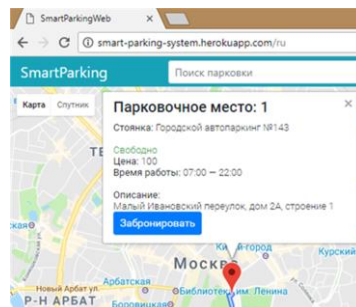 SmartParkingWeb
smart-parking-system.herokuapp.com/ru
SmartParking
Поиск парковки
Карта
Спутник
Парковочное место: 1
Стоянка: Городской автопаркинг №143
Свободно
Цена: 100
Время работы: 07:00 — 22:00
Описание:
Малый Ивановский переулок, дом 2А, строение 1
Забронировать
Курский
Москва
Новый Арбат ул.
Арбатская
Библиотека им. Ленина
Р-Н АРБАТ
Боровицкая